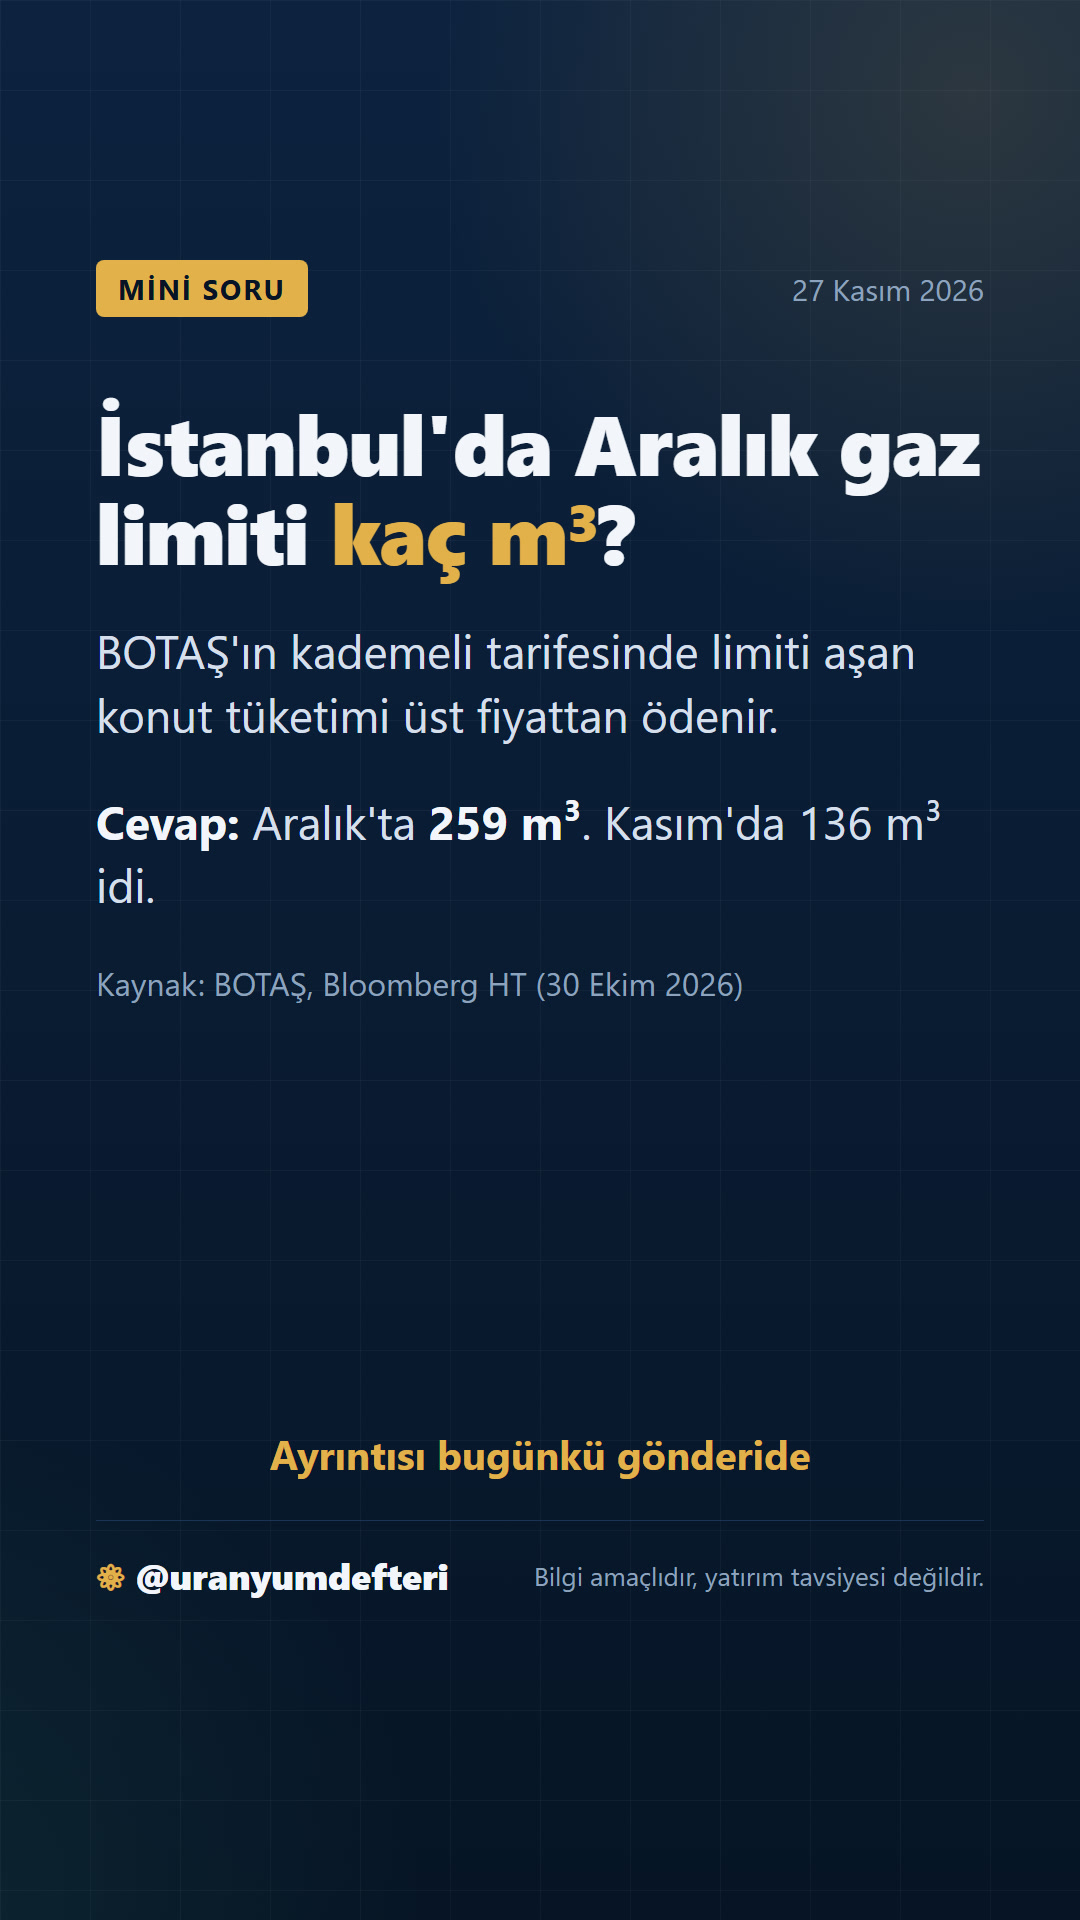 MİNİ SORU
27 Kasım 2026
İstanbul'da Aralık gaz
limiti kaç m³?
BOTAŞ'ın kademeli tarifesinde limiti aşan
konut tüketimi üst fiyattan ödenir.
Cevap: Aralık'ta 259 m³. Kasım'da 136 m³
idi.
Kaynak: BOTAŞ, Bloomberg HT (30 Ekim 2026)
Ayrıntısı bugünkü gönderide
@uranyumdefteri
Bilgi amaçlıdır, yatırım tavsiyesi değildir.